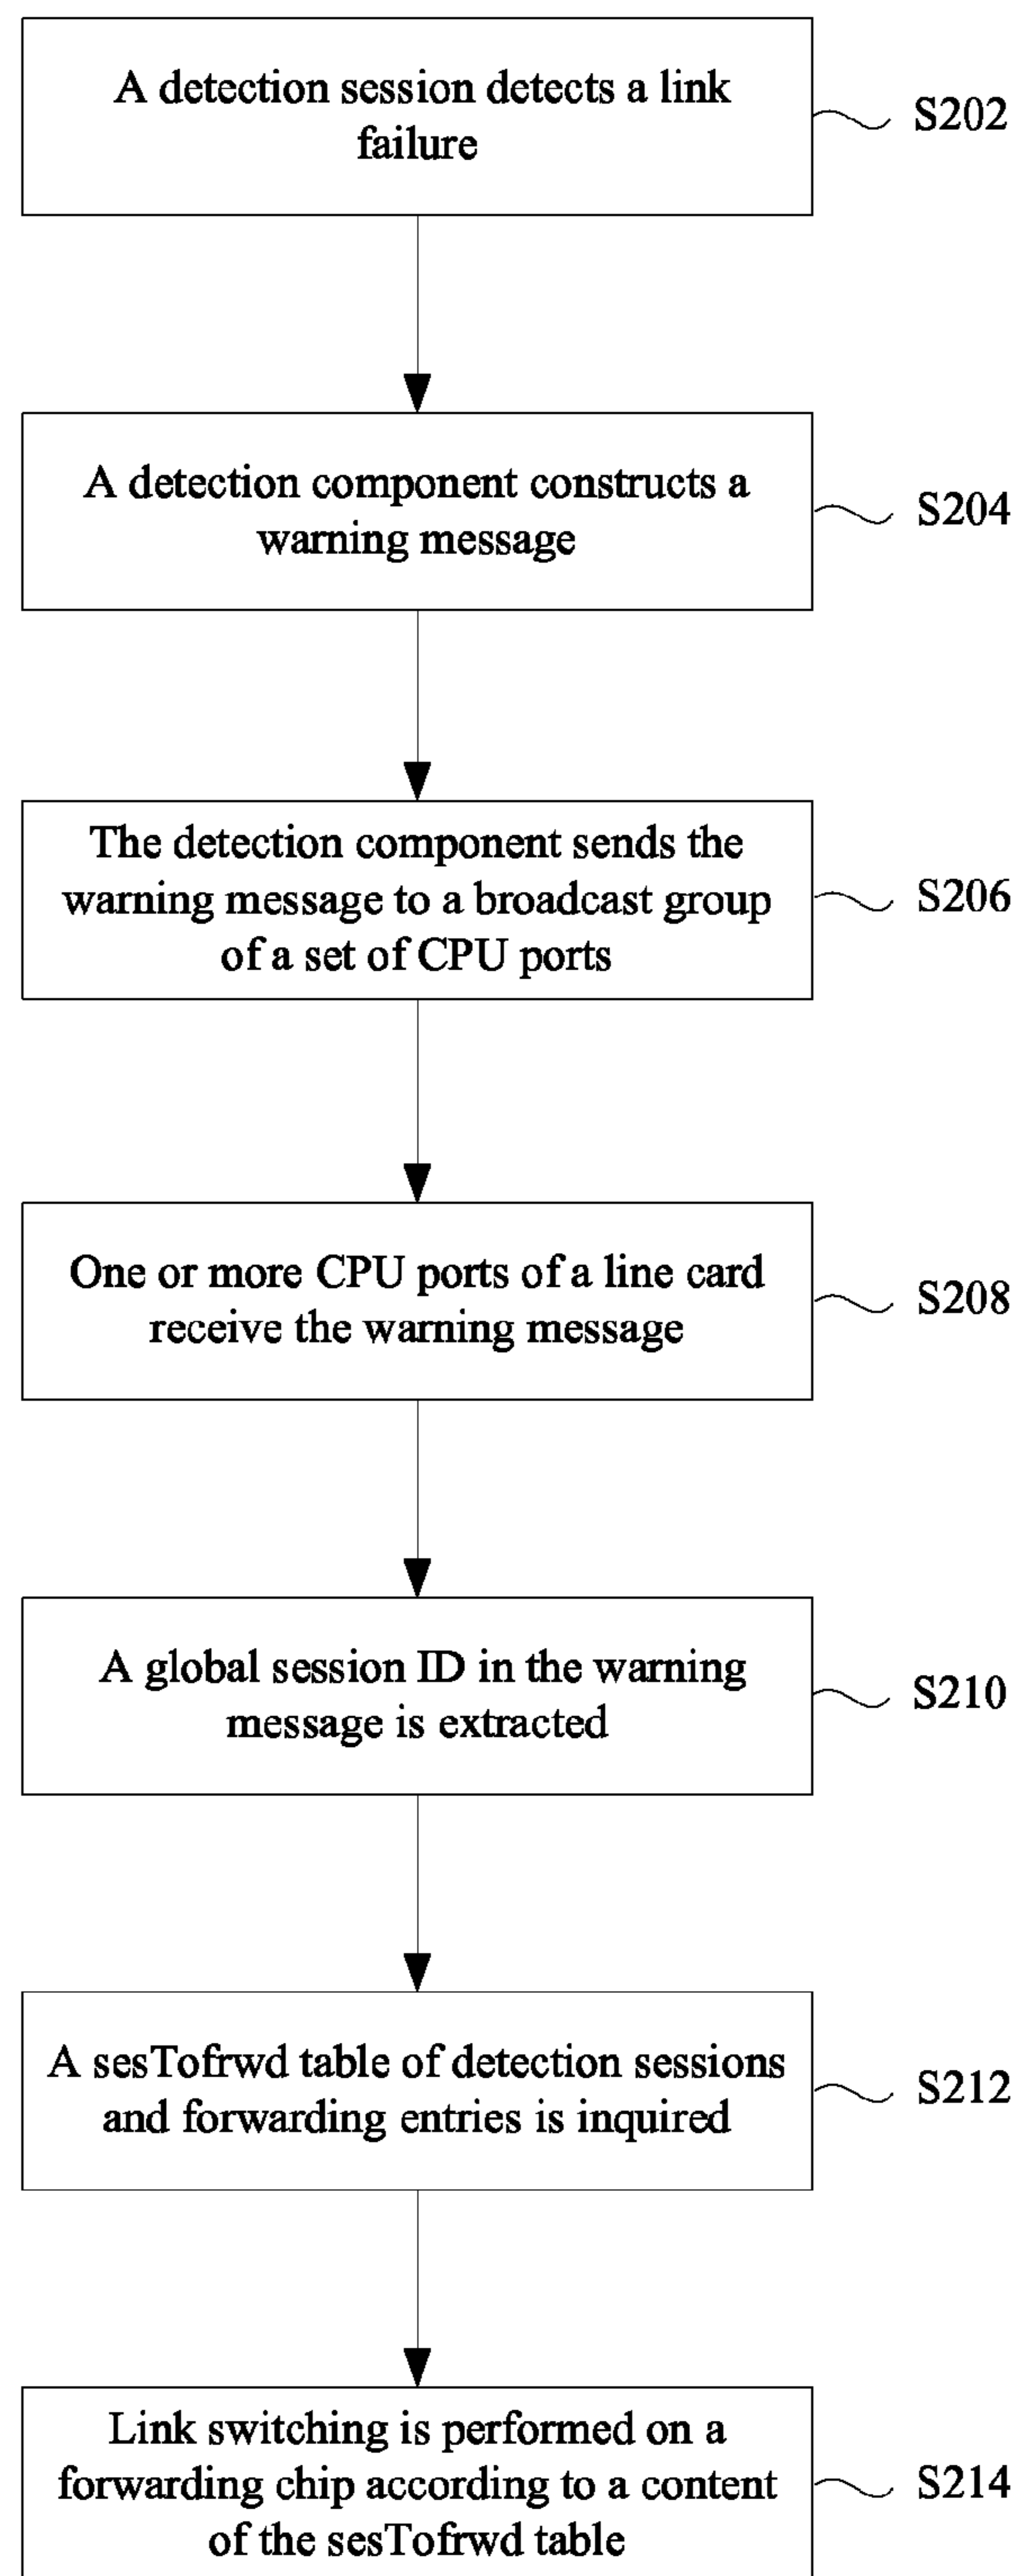 A detection session detects a link
failure
S202
A detection component constructs a
warning message
S204
The detection component sends the
warning message to a broadcast group
of a set of CPU ports
S206
One or more CPU ports of a line card
receive the warning message
S208
A global session ID in the warning
message is extracted
S210
A sesTofrwd table of detection sessions
and forwarding entries is inquired
S212
Link switching is performed on a
forwarding chip according to a content
of the sesTofrwd table
S214